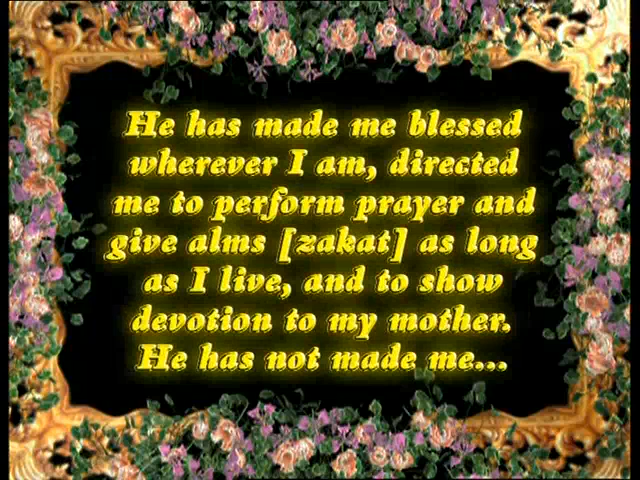 He has made me blessed
wherever I am, directed
me to perform prayer and
give alms [zakat] as long
as I live, and to show
devotion to my mother.
He has not made me...